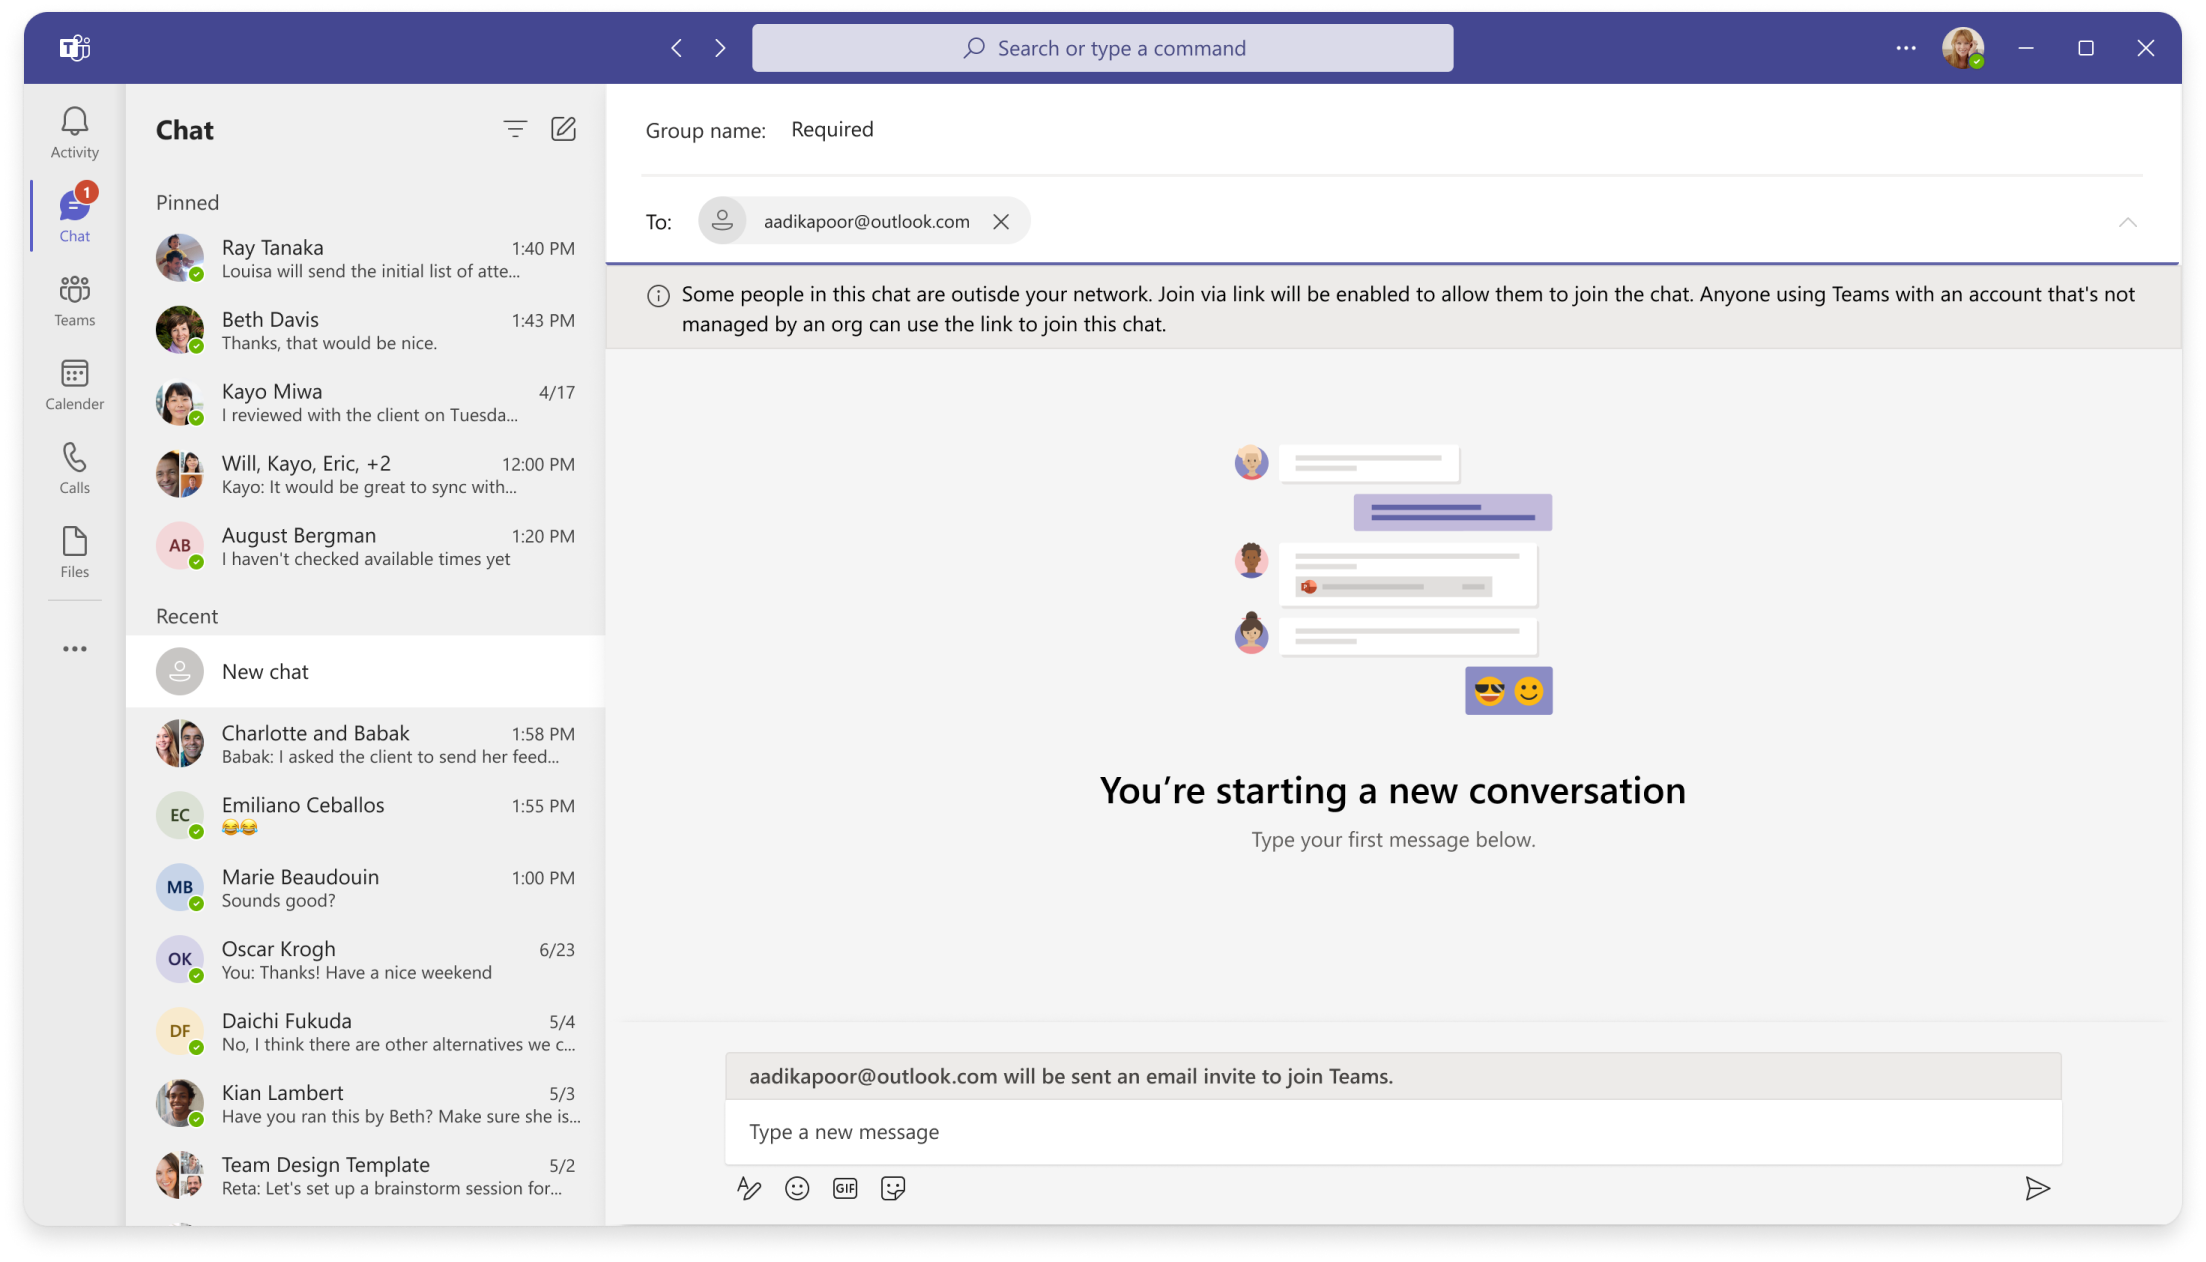 Search or type a command
Activity
1
Chat
Teams
Calender
Calls
Files
Chat
Pinned
Ray Tanaka 1:40 PM
Louisa will send the initial list of atte...
Beth Davis 1:43 PM
Thanks, that would be nice.
Kayo Miwa 4/17
I reviewed with the client on Tuesda...
Will, Kayo, Eric, +2 12:00 PM
Kayo: It would be great to sync with...
AB
August Bergman 1:20 PM
I haven't checked available times yet
Recent
New chat
Charlotte and Babak 1:58 PM
Babak: I asked the client to send her feed...
EC
Emiliano Ceballos 1:55 PM
😂😂
MB
Marie Beaudouin 1:00 PM
Sounds good?
OK
Oscar Krogh 6/23
You: Thanks! Have a nice weekend
DF
Daichi Fukuda 5/4
No, I think there are other alternatives we c...
Kian Lambert 5/3
Have you ran this by Beth? Make sure she is...
Team Design Template 5/2
Reta: Let's set up a brainstorm session for...
Group name: Required
To: aadikapoor@outlook.com
Some people in this chat are outisde your network. Join via link will be enabled to allow them to join the chat. Anyone using Teams with an account that's not
managed by an org can use the link to join this chat.
You’re starting a new conversation
Type your first message below.
aadikapoor@outlook.com will be sent an email invite to join Teams.
Type a new message
GIF